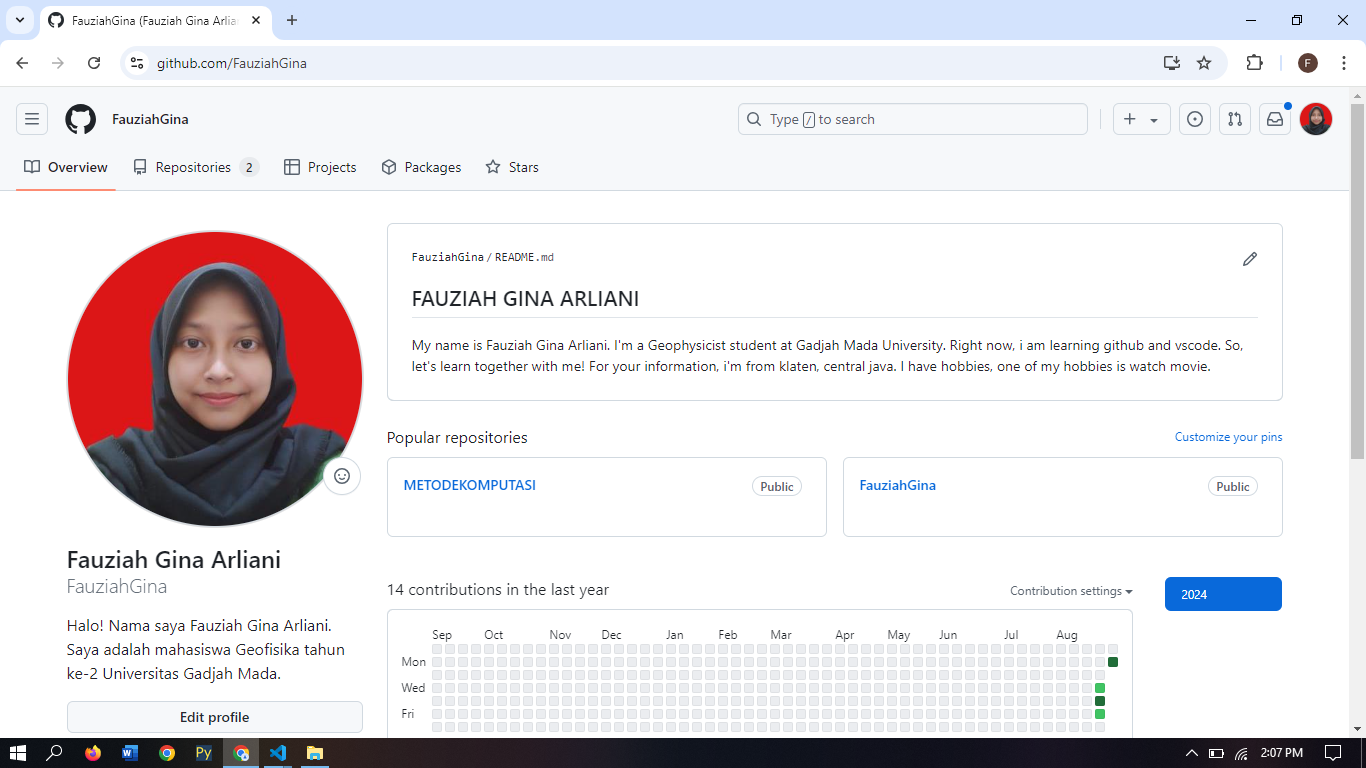 FauziahGina (Fauziah Gina Arlia
github.com/FauziahGina
F
FauziahGina
Type / to search
Overview
Repositories 2
Projects
Packages
Stars
FauziahGina / README.md
FAUZIAH GINA ARLIANI
My name is Fauziah Gina Arliani. I'm a Geophysicist student at Gadjah Mada University. Right now, i am learning github and vscode. So,
let's learn together with me! For your information, i'm from klaten, central java. I have hobbies, one of my hobbies is watch movie.
Popular repositories
Customize your pins
METODEKOMPUTASI
Public
FauziahGina
Public
Fauziah Gina Arliani
FauziahGina
Halo! Nama saya Fauziah Gina Arliani.
Saya adalah mahasiswa Geofisika tahun
ke-2 Universitas Gadjah Mada.
Edit profile
14 contributions in the last year
Contribution settings
2024
Sep Oct Nov Dec Jan Feb Mar Apr May Jun Jul Aug
Mon
Wed
Fri
W
Py
2:07 PM